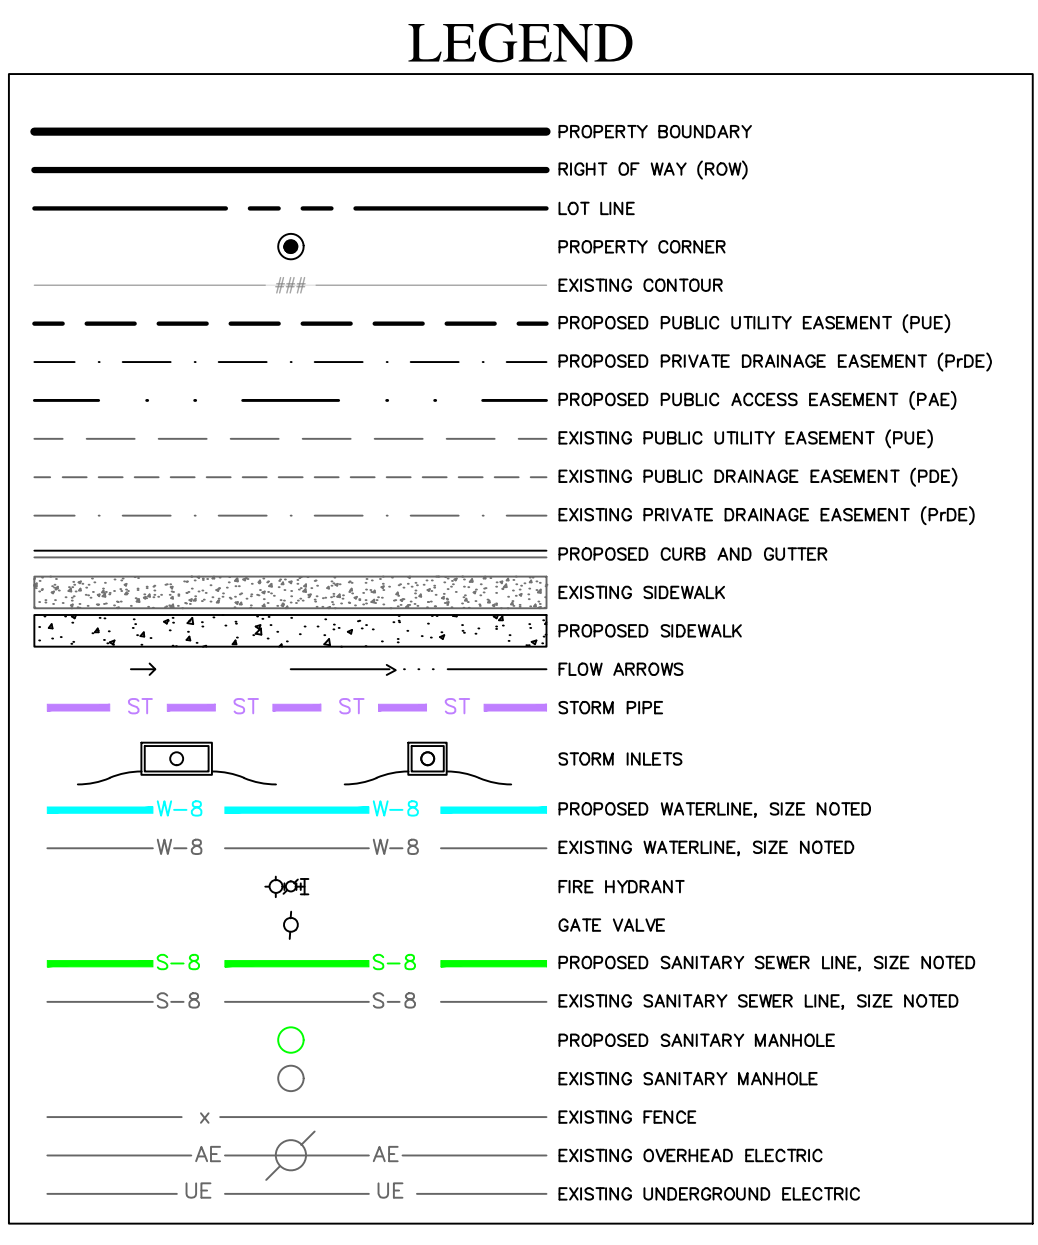 LEGEND
PROPERTY BOUNDARY
RIGHT OF WAY (ROW)
LOT LINE
PROPERTY CORNER
### EXISTING CONTOUR
PROPOSED PUBLIC UTILITY EASEMENT (PUE)
PROPOSED PRIVATE DRAINAGE EASEMENT (PrDE)
PROPOSED PUBLIC ACCESS EASEMENT (PAE)
EXISTING PUBLIC UTILITY EASEMENT (PUE)
EXISTING PUBLIC DRAINAGE EASEMENT (PDE)
EXISTING PRIVATE DRAINAGE EASEMENT (PrDE)
PROPOSED CURB AND GUTTER
EXISTING SIDEWALK
PROPOSED SIDEWALK
FLOW ARROWS
ST ST ST ST STORM PIPE
STORM INLETS
W-8 W-8 PROPOSED WATERLINE, SIZE NOTED
W-8 W-8 EXISTING WATERLINE, SIZE NOTED
FIRE HYDRANT
GATE VALVE
S-8 S-8 PROPOSED SANITARY SEWER LINE, SIZE NOTED
S-8 S-8 EXISTING SANITARY SEWER LINE, SIZE NOTED
PROPOSED SANITARY MANHOLE
EXISTING SANITARY MANHOLE
x EXISTING FENCE
AE AE EXISTING OVERHEAD ELECTRIC
UE UE EXISTING UNDERGROUND ELECTRIC